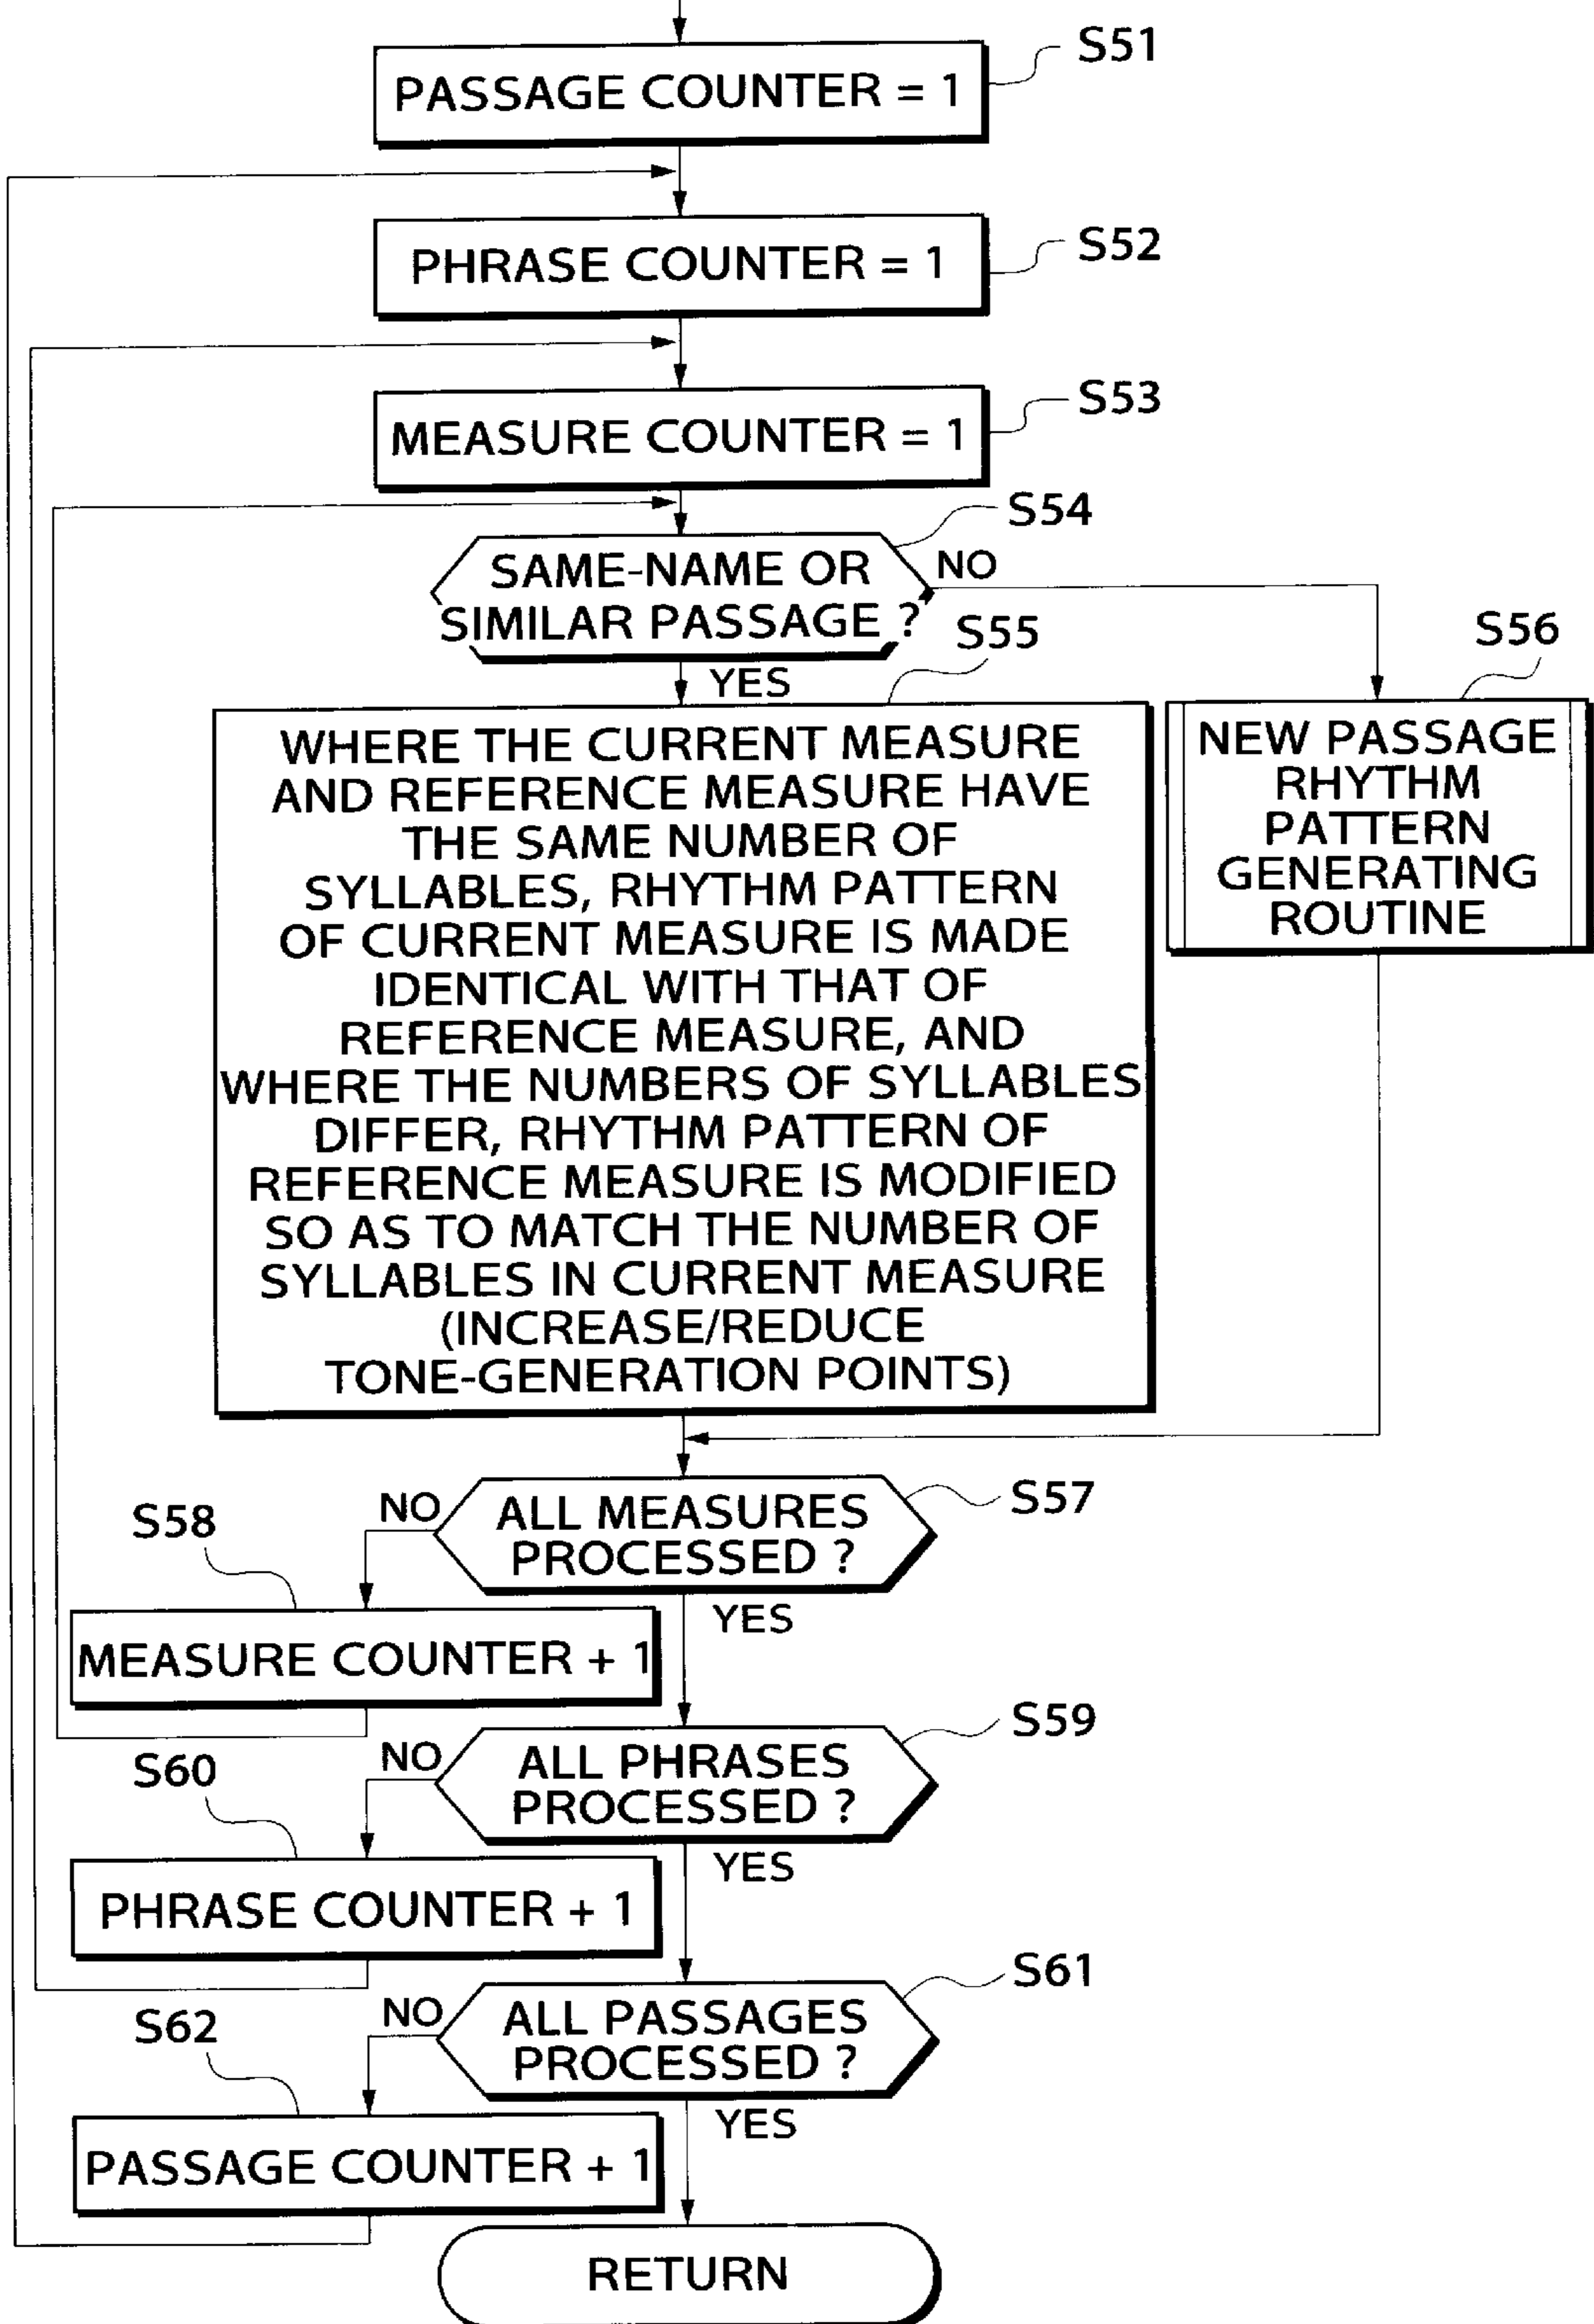 S51
PASSAGE COUNTER = 1
S52
PHRASE COUNTER = 1
S53
MEASURE COUNTER = 1
S54
SAME-NAME OR
SIMILAR PASSAGE ?
NO
YES
S55
WHERE THE CURRENT MEASURE
AND REFERENCE MEASURE HAVE
THE SAME NUMBER OF
SYLLABLES, RHYTHM PATTERN
OF CURRENT MEASURE IS MADE
IDENTICAL WITH THAT OF
REFERENCE MEASURE, AND
WHERE THE NUMBERS OF SYLLABLES
DIFFER, RHYTHM PATTERN OF
REFERENCE MEASURE IS MODIFIED
SO AS TO MATCH THE NUMBER OF
SYLLABLES IN CURRENT MEASURE
(INCREASE/REDUCE
TONE-GENERATION POINTS)
S56
NEW PASSAGE
RHYTHM
PATTERN
GENERATING
ROUTINE
S57
ALL MEASURES
PROCESSED ?
NO
YES
S58
MEASURE COUNTER + 1
S59
ALL PHRASES
PROCESSED ?
NO
YES
S60
PHRASE COUNTER + 1
S61
ALL PASSAGES
PROCESSED ?
NO
YES
S62
PASSAGE COUNTER + 1
RETURN